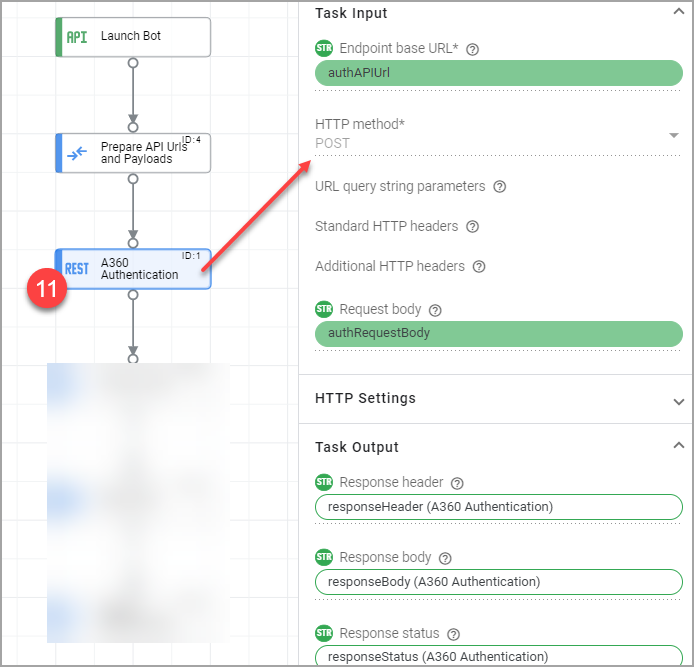 API
Launch Bot
ID:4
Prepare API Urls
and Payloads
REST
A360
Authentication
ID:1
11
Task Input
STR Endpoint base URL* ?
authAPIUrl
HTTP method*
POST
URL query string parameters ?
Standard HTTP headers ?
Additional HTTP headers ?
STR Request body ?
authRequestBody
HTTP Settings
Task Output
STR Response header ?
responseHeader (A360 Authentication)
STR Response body ?
responseBody (A360 Authentication)
STR Response status ?
responseStatus (A360 Authentication)